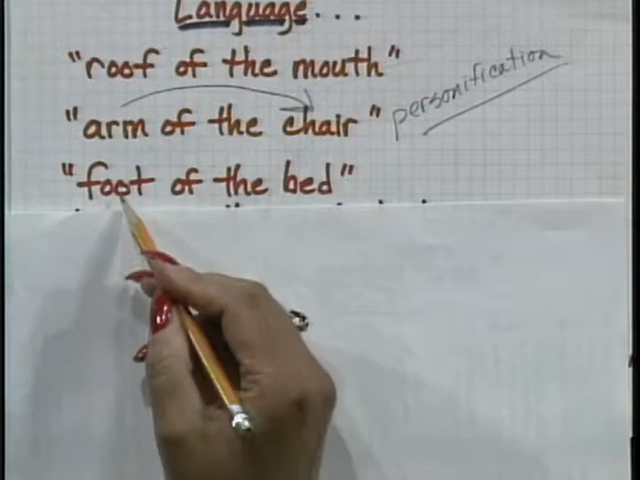 Language...
"roof of the mouth"
"arm of the chair" personification
"foot of the bed"